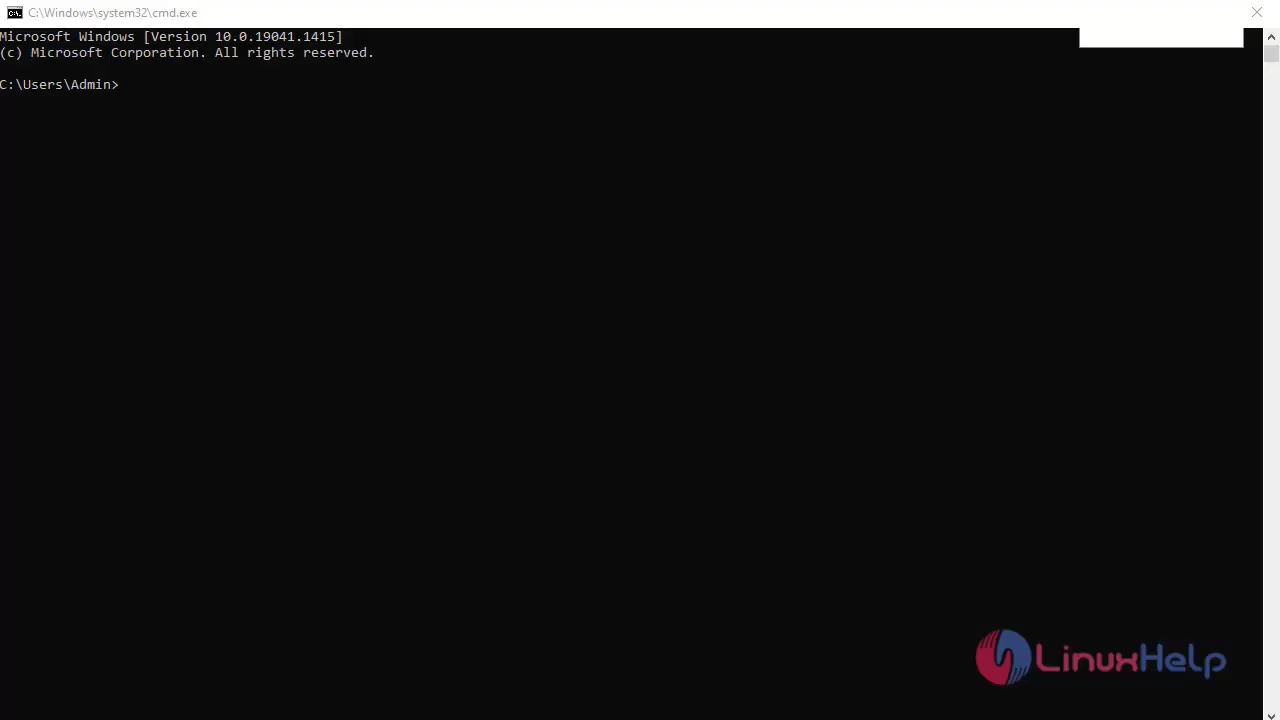 C:\Windows\system32\cmd.exe
Microsoft Windows [Version 10.0.19041.1415]
(c) Microsoft Corporation. All rights reserved.
C:\Users\Admin>
LinuxHelp